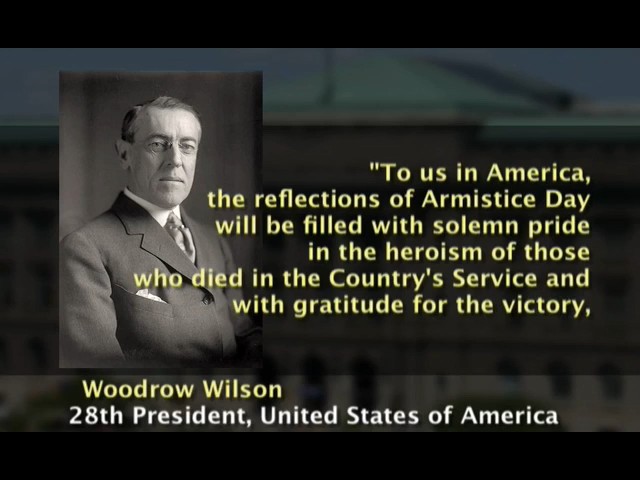 "To us in America,
the reflections of Armistice Day
will be filled with solemn pride
in the heroism of those
who died in the Country's Service and
with gratitude for the victory,
Woodrow Wilson
28th President, United States of America